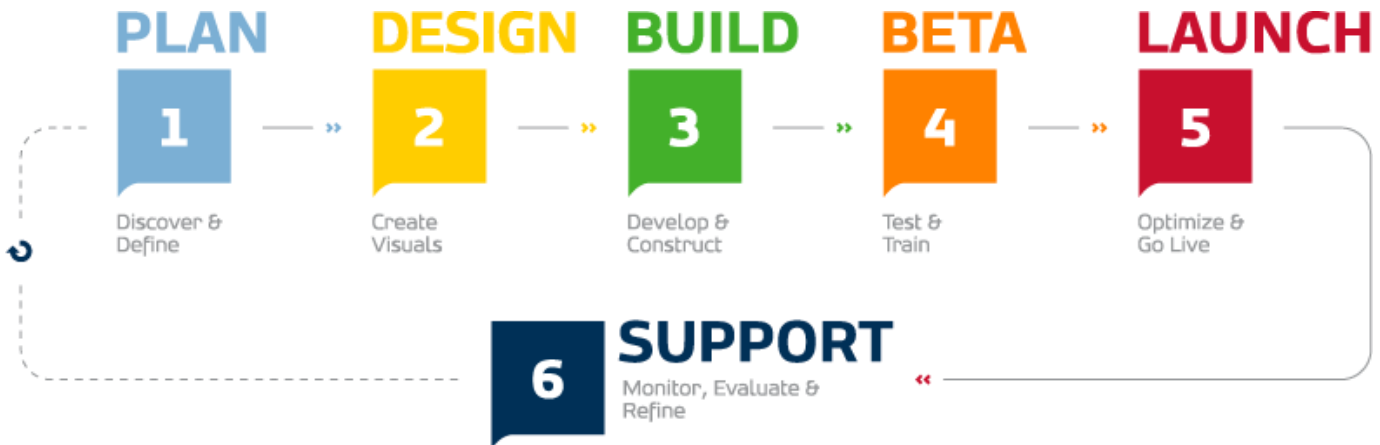 PLAN
1
Discover &
Define
DESIGN
2
Create
Visuals
BUILD
3
Develop &
Construct
BETA
4
Test &
Train
LAUNCH
5
Optimize &
Go Live
6
SUPPORT
Monitor, Evaluate &
Refine